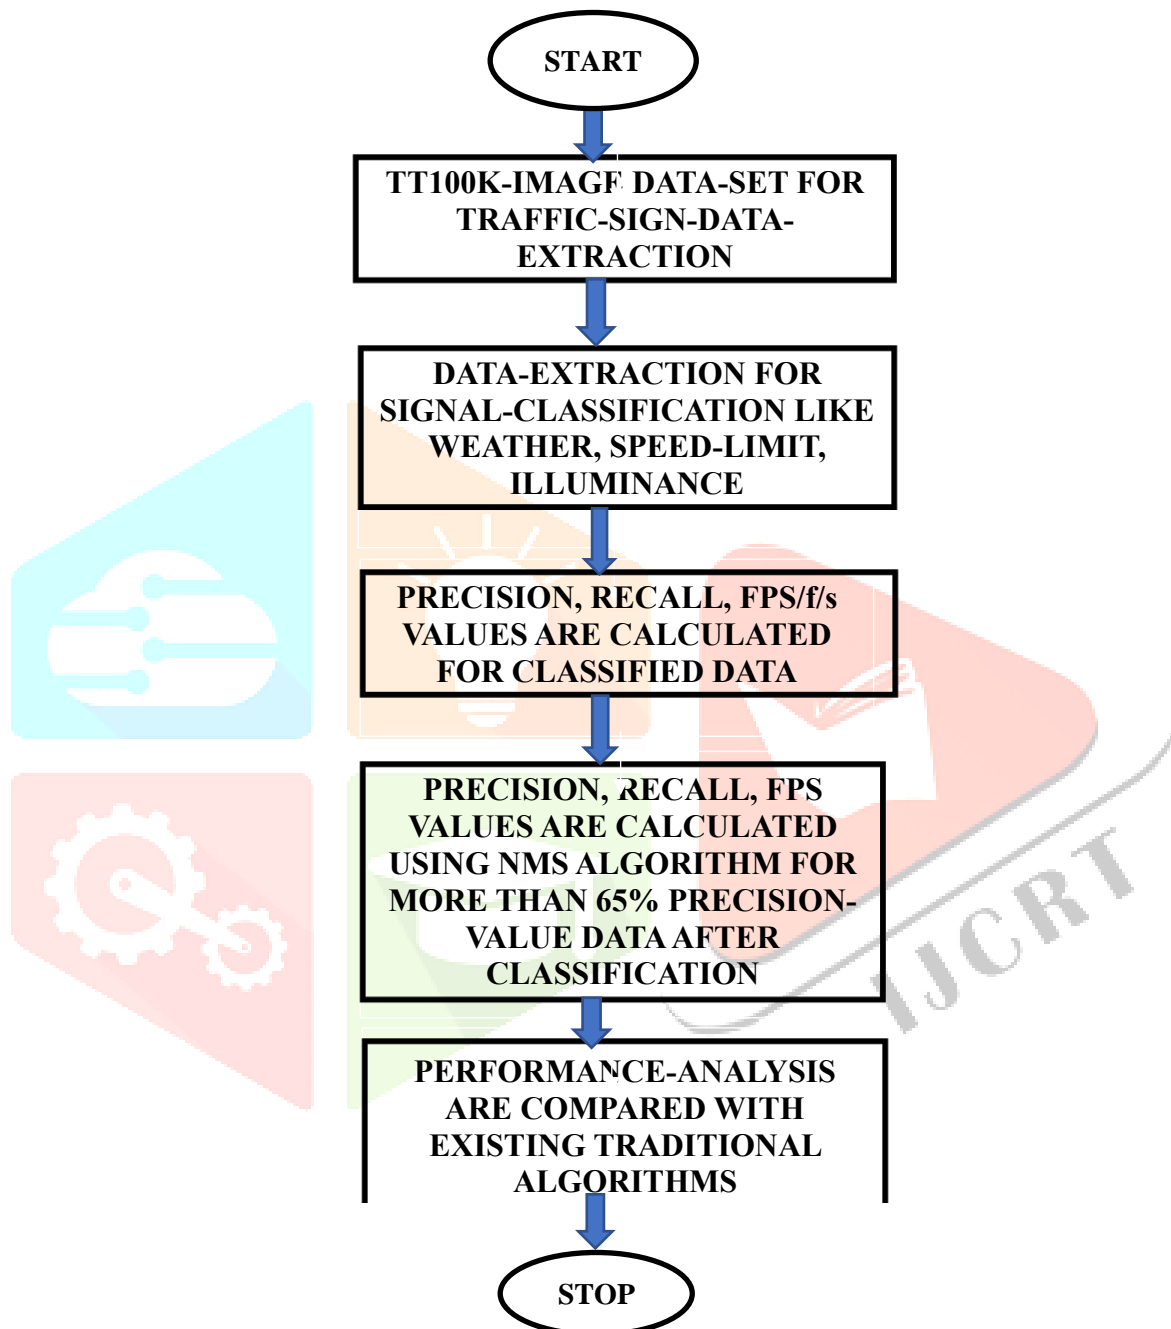 START
TT100K-IMAGE DATA-SET FOR
TRAFFIC-SIGN-DATA-
EXTRACTION
DATA-EXTRACTION FOR
SIGNAL-CLASSIFICATION LIKE
WEATHER, SPEED-LIMIT,
ILLUMINANCE
PRECISION, RECALL, FPS/f/s
VALUES ARE CALCULATED
FOR CLASSIFIED DATA
PRECISION, RECALL, FPS
VALUES ARE CALCULATED
USING NMS ALGORITHM FOR
MORE THAN 65% PRECISION-
VALUE DATA AFTER
CLASSIFICATION
IJCRT
PERFORMANCE-ANALYSIS
ARE COMPARED WITH
EXISTING TRADITIONAL
ALGORITHMS
STOP